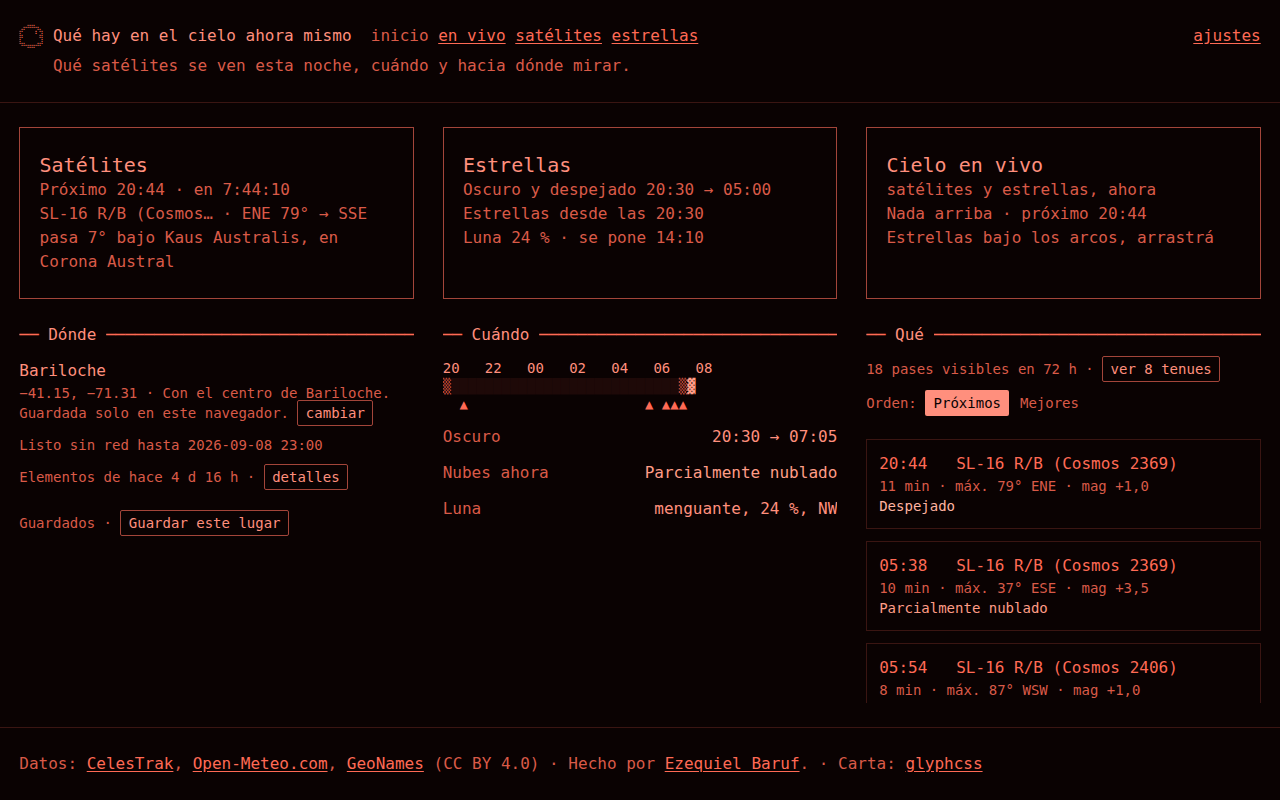 Qué hay en el cielo ahora mismo inicio en vivo satélites estrellas ajustes
Qué satélites se ven esta noche, cuándo y hacia dónde mirar.
Satélites
Próximo 20:44 · en 7:44:10
SL-16 R/B (Cosmos… · ENE 79° → SSE
pasa 7° bajo Kaus Australis, en
Corona Austral
Estrellas
Oscuro y despejado 20:30 → 05:00
Estrellas desde las 20:30
Luna 24 % · se pone 14:10
Cielo en vivo
satélites y estrellas, ahora
Nada arriba · próximo 20:44
Estrellas bajo los arcos, arrastrá
Dónde
Bariloche
−41.15, −71.31 · Con el centro de Bariloche.
Guardada solo en este navegador. cambiar
Listo sin red hasta 2026-09-08 23:00
Elementos de hace 4 d 16 h · detalles
Guardados · Guardar este lugar
Cuándo
20 22 00 02 04 06 08
Oscuro 20:30 → 07:05
Nubes ahora Parcialmente nublado
Luna menguante, 24 %, NW
Qué
18 pases visibles en 72 h · ver 8 tenues
Orden: Próximos Mejores
20:44 SL-16 R/B (Cosmos 2369)
11 min · máx. 79° ENE · mag +1,0
Despejado
05:38 SL-16 R/B (Cosmos 2369)
10 min · máx. 37° ESE · mag +3,5
Parcialmente nublado
05:54 SL-16 R/B (Cosmos 2406)
8 min · máx. 87° WSW · mag +1,0
Datos: CelesTrak, Open-Meteo.com, GeoNames (CC BY 4.0) · Hecho por Ezequiel Baruf. · Carta: glyphcss